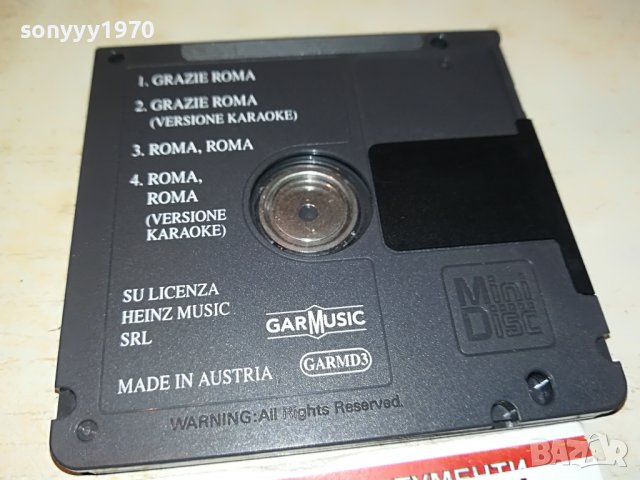 sonyyy1970
1. GRAZIE ROMA
2. GRAZIE ROMA
(VERSIONE KARAOKE)
3. ROMA, ROMA
4. ROMA,
ROMA
(VERSIONE
KARAOKE)
SU LICENZA
HEINZ MUSIC
SRL
GARMUSIC
MADE IN AUSTRIA
GARMD3
Mini
Disc
WARNING:All Rights Reserved.
BAZAR